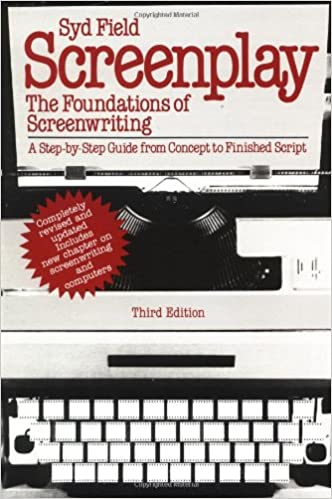 Syd Field
Screenplay
The Foundations of
Screenwriting
A Step-by-Step Guide from Concept to Finished Script
Completely
revised and
updated
Includes
new chapter on
screenwriting
and
computers
Third Edition